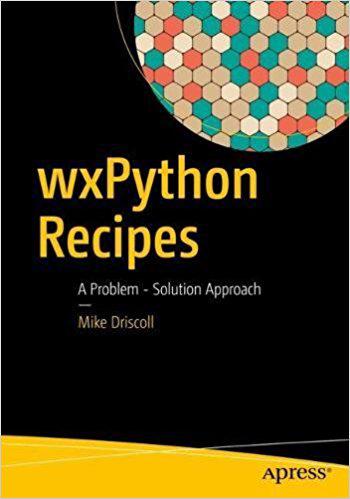 wxPython
Recipes
A Problem - Solution Approach
—
Mike Driscoll
Apress®